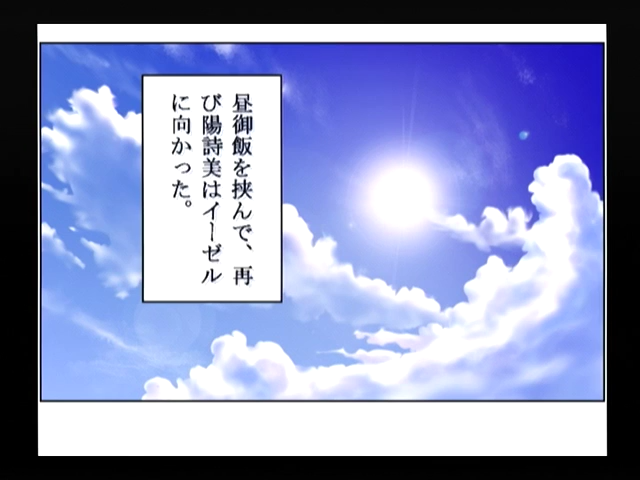 昼御飯を挟んで、再
び陽詩美はイーゼル
に向かった。